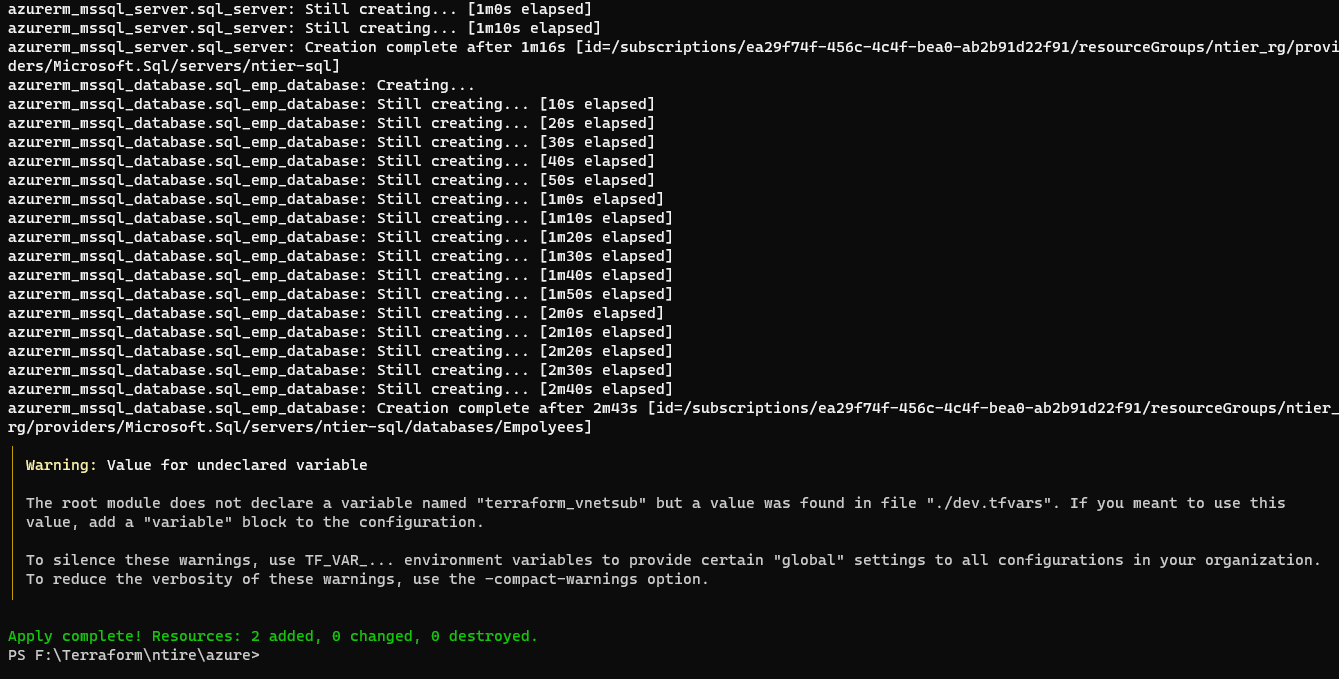 azurerm_mssql_server.sql_server: Still creating... [1m0s elapsed]
azurerm_mssql_server.sql_server: Still creating... [1m10s elapsed]
azurerm_mssql_server.sql_server: Creation complete after 1m16s [id=/subscriptions/ea29f74f-456c-4c4f-bea0-ab2b91d22f91/resourceGroups/ntier_rg/provi
ders/Microsoft.Sql/servers/ntier-sql]
azurerm_mssql_database.sql_emp_database: Creating...
azurerm_mssql_database.sql_emp_database: Still creating... [10s elapsed]
azurerm_mssql_database.sql_emp_database: Still creating... [20s elapsed]
azurerm_mssql_database.sql_emp_database: Still creating... [30s elapsed]
azurerm_mssql_database.sql_emp_database: Still creating... [40s elapsed]
azurerm_mssql_database.sql_emp_database: Still creating... [50s elapsed]
azurerm_mssql_database.sql_emp_database: Still creating... [1m0s elapsed]
azurerm_mssql_database.sql_emp_database: Still creating... [1m10s elapsed]
azurerm_mssql_database.sql_emp_database: Still creating... [1m20s elapsed]
azurerm_mssql_database.sql_emp_database: Still creating... [1m30s elapsed]
azurerm_mssql_database.sql_emp_database: Still creating... [1m40s elapsed]
azurerm_mssql_database.sql_emp_database: Still creating... [1m50s elapsed]
azurerm_mssql_database.sql_emp_database: Still creating... [2m0s elapsed]
azurerm_mssql_database.sql_emp_database: Still creating... [2m10s elapsed]
azurerm_mssql_database.sql_emp_database: Still creating... [2m20s elapsed]
azurerm_mssql_database.sql_emp_database: Still creating... [2m30s elapsed]
azurerm_mssql_database.sql_emp_database: Still creating... [2m40s elapsed]
azurerm_mssql_database.sql_emp_database: Creation complete after 2m43s [id=/subscriptions/ea29f74f-456c-4c4f-bea0-ab2b91d22f91/resourceGroups/ntier_
rg/providers/Microsoft.Sql/servers/ntier-sql/databases/Empolyees]
Warning: Value for undeclared variable
The root module does not declare a variable named "terraform_vnetsub" but a value was found in file "./dev.tfvars". If you meant to use this
value, add a "variable" block to the configuration.
To silence these warnings, use TF_VAR_... environment variables to provide certain "global" settings to all configurations in your organization.
To reduce the verbosity of these warnings, use the -compact-warnings option.
Apply complete! Resources: 2 added, 0 changed, 0 destroyed.
PS F:\Terraform\ntire\azure>